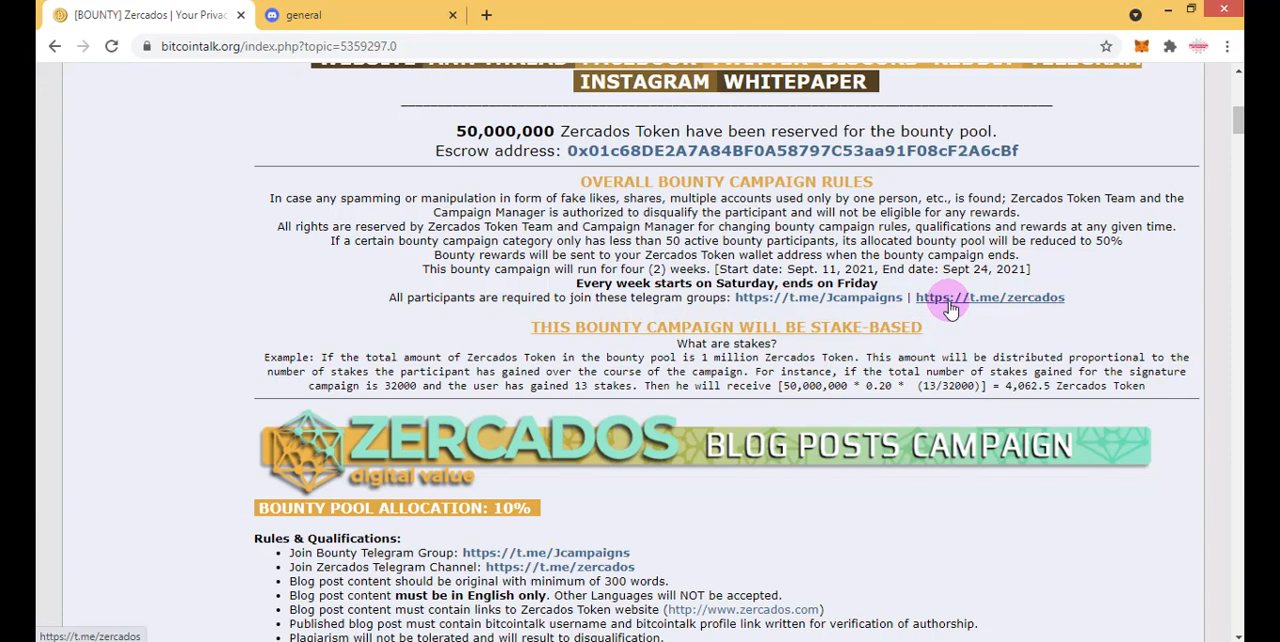 [BOUNTY] Zercados | Your Privac
general
bitcointalk.org/index.php?topic=5359297.0
WEBSITE ANN THREAD FACEBOOK TWITTER DISCORD REDDIT TELEGRAM
INSTAGRAM WHITEPAPER
50,000,000 Zercados Token have been reserved for the bounty pool.
Escrow address: 0x01c68DE2A7A84BF0A58797C53aa91F08cF2A6cBf
OVERALL BOUNTY CAMPAIGN RULES
In case any spamming or manipulation in form of fake likes, shares, multiple accounts used only by one person, etc., is found; Zercados Token Team and the
Campaign Manager is authorized to disqualify the participant and will not be eligible for any rewards.
All rights are reserved by Zercados Token Team and Campaign Manager for changing bounty campaign rules, qualifications and rewards at any given time.
If a certain bounty campaign category only has less than 50 active bounty participants, its allocated bounty pool will be reduced to 50%
Bounty rewards will be sent to your Zercados Token wallet address when the bounty campaign ends.
This bounty campaign will run for four (2) weeks. [Start date: Sept. 11, 2021, End date: Sept 24, 2021]
Every week starts on Saturday, ends on Friday
All participants are required to join these telegram groups: https://t.me/Jcampaigns | https://t.me/zercados
THIS BOUNTY CAMPAIGN WILL BE STAKE-BASED
What are stakes?
Example: If the total amount of Zercados Token in the bounty pool is 1 million Zercados Token. This amount will be distributed proportional to the
number of stakes the participant has gained over the course of the campaign. For instance, if the total number of stakes gained for the signature
campaign is 32000 and the user has gained 13 stakes. Then he will receive [50,000,000 * 0.20 * (13/32000)] = 4,062.5 Zercados Token
ZERCADOS BLOG POSTS CAMPAIGN
digital value
BOUNTY POOL ALLOCATION: 10%
Rules & Qualifications:
• Join Bounty Telegram Group: https://t.me/Jcampaigns
• Join Zercados Telegram Channel: https://t.me/zercados
• Blog post content should be original with minimum of 300 words.
• Blog post content must be in English only. Other Languages will NOT be accepted.
• Blog post content must contain links to Zercados Token website (http://www.zercados.com)
• Published blog post must contain bitcointalk username and bitcointalk profile link written for verification of authorship.
• Plagiarism will not be tolerated and will result to disqualification.
https://t.me/zercados